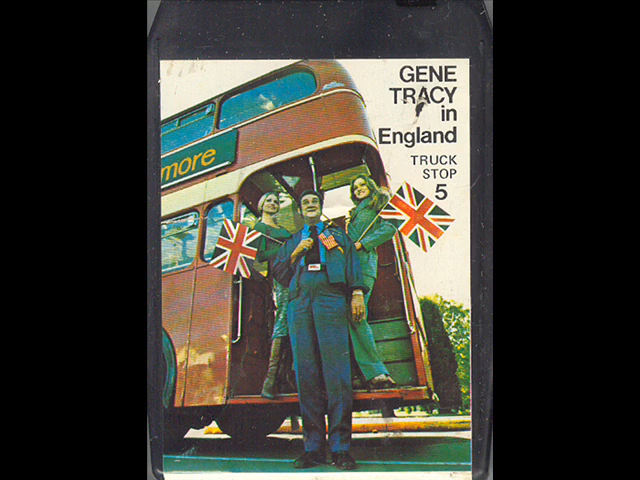 GENE
TRACY
in
England
TRUCK
STOP
5
more